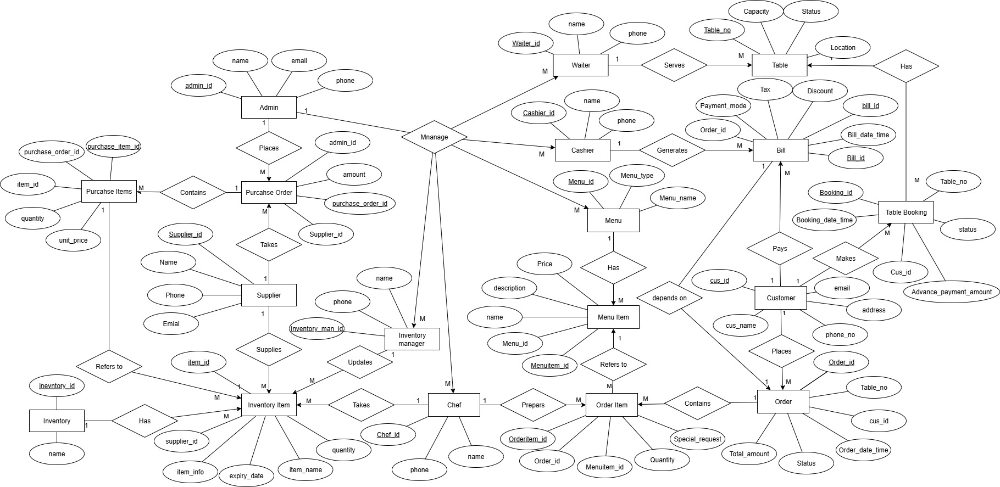 Capacity
Status
name
Table_no
phone
Waiter_id
Location
1
M
1
name
email
Waiter
Serves
Table
Has
M
phone
admin_id
Tax
Discount
name
Payment_mode
bill_id
Admin
1
Cashier_id
phone
1
Order_id
Bill_date_time
Mnanage
admin_id
purchase_item_id
Places
purchase_order_id
1
M
Cashier
Generates
Bill
M
Bill_id
1
M
M
amount
Menu_id
Menu_type
M
Table_no
item_id
Purcahse Items
M
Contains
1
Purcahse Order
Booking_id
Menu_name
purchase_order_id
1
M
M
Table Booking
quantity
Menu
Booking_date_time
status
Supplier_id
Supplier_id
M
unit_price
1
Takes
Pays
Makes
Name
Price
Has
Cus_id
name
1
1
1
cus_id
description
email
Advance_payment_amount
Phone
Supplier
depends on
Customer
phone
M
address
1
1
name
Menu Item
M
Emial
cus_name
Inventory_man_id
Inventory
manager
phone_no
1
Menu_id
Supplies
Places
1
item_id
Updates
Refers to
Menuitem_id
Order_id
Refers to
M
1
M
inevntory_id
1
M
M
M
Table_no
M
M
1
M
1
Inventory Item
M
Takes
1
Chef
1
Prepars
M
Order Item
Contains
Order
M
Inventory
1
Has
cus_id
Chef_id
Orderitem_id
Special_request
supplier_id
quantity
Order_date_time
name
name
Total_amount
Order_id
Quantity
Status
item_info
item_name
phone
Menuitem_id
expiry_date